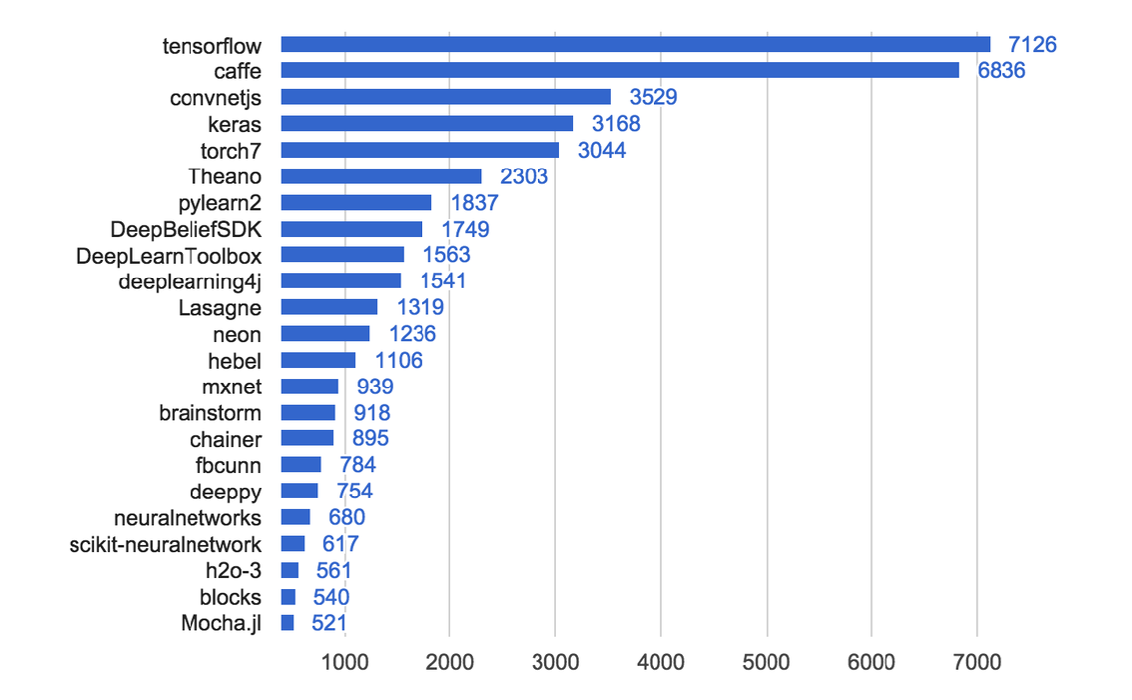 tensorflow 7126
caffe 6836
convnetjs 3529
keras 3168
torch7 3044
Theano 2303
pylearn2 1837
DeepBeliefSDK 1749
DeepLearnToolbox 1563
deeplearning4j 1541
Lasagne 1319
neon 1236
hebel 1106
mxnet 939
brainstorm 918
chainer 895
fbcunn 784
deeppy 754
neuralnetworks 680
scikit-neuralnetwork 617
h2o-3 561
blocks 540
Mocha.jl 521
1000 2000 3000 4000 5000 6000 7000